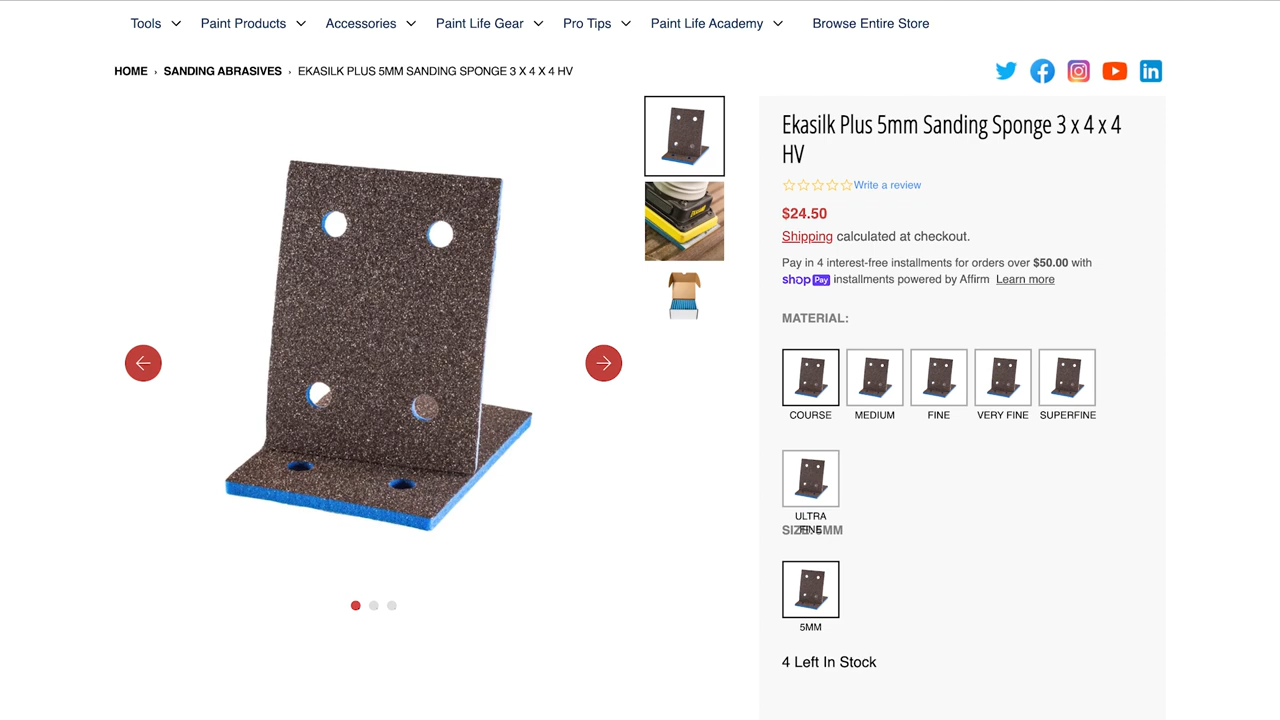 Tools Paint Products Accessories Paint Life Gear Pro Tips Paint Life Academy Browse Entire Store
HOME › SANDING ABRASIVES › EKASILK PLUS 5MM SANDING SPONGE 3 X 4 X 4 HV
Ekasilk Plus 5mm Sanding Sponge 3 x 4 x 4
HV
Write a review
$24.50
Shipping calculated at checkout.
Pay in 4 interest-free installments for orders over $50.00 with
shop Pay installments powered by Affirm Learn more
MATERIAL:
COURSE MEDIUM FINE VERY FINE SUPERFINE
ULTRA
FINE
SIZE: 5MM
5MM
4 Left In Stock